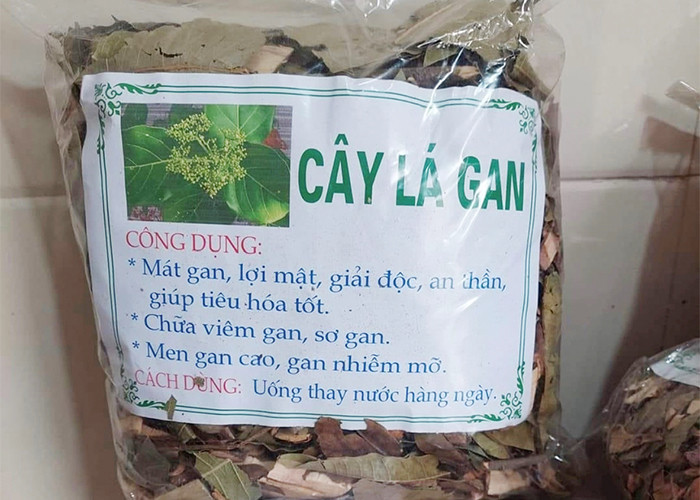 CÂY LÁ GAN
CÔNG DỤNG:
* Mát gan, lợi mật, giải độc, an thần,
giúp tiêu hóa tốt.
* Chữa viêm gan, sơ gan.
* Men gan cao, gan nhiễm mỡ.
CÁCH DÙNG: Uống thay nước hàng ngày.